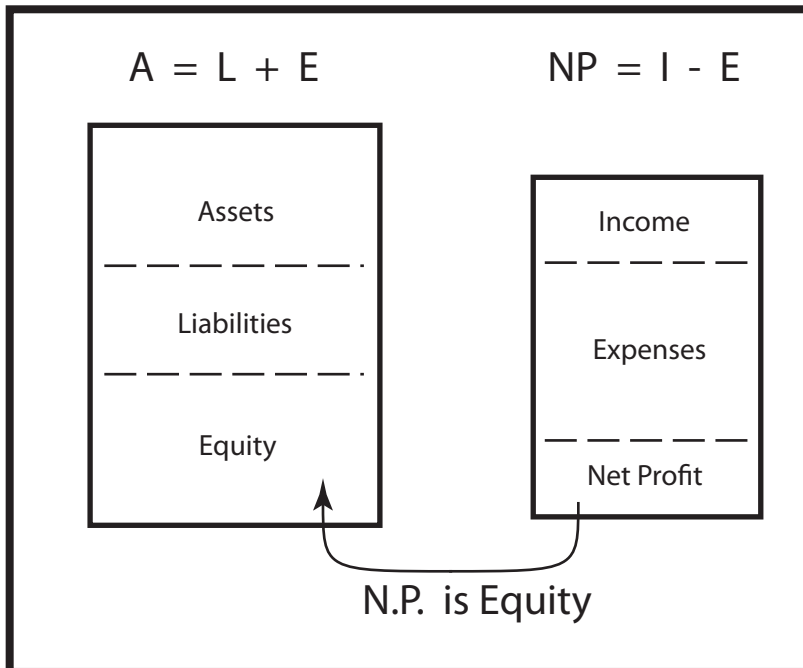 A = L + E
NP = I - E
Assets
Liabilities
Equity
Income
Expenses
Net Profit
N.P. is Equity